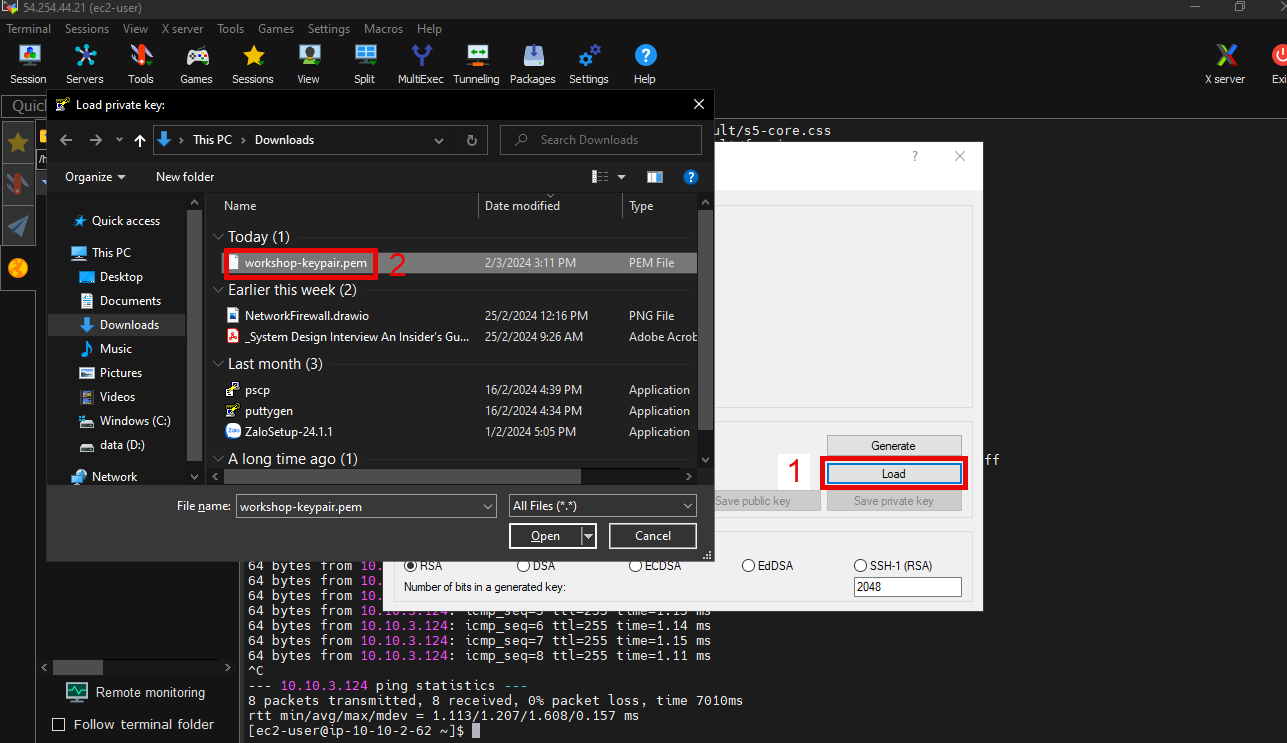 54.254.44.21 (ec2-user)
Terminal Sessions View X server Tools Games Settings Macros Help
Session Servers Tools Games Sessions View Split MultiExec Tunneling Packages Settings Help X server Exi
Quic
Load private key:
ult/s5-core.css
This PC > Downloads
Search Downloads
/h
Organize New folder
?
Name Date modified Type
Quick access
This PC
Desktop
Documents
Downloads
Music
Pictures
Videos
Windows (C:)
data (D:)
Network
Today (1)
workshop-keypair.pem 2/3/2024 3:11 PM PEM File
2
Earlier this week (2)
NetworkFirewall.drawio 25/2/2024 12:16 PM PNG File
_System Design Interview An Insider's Gu... 25/2/2024 9:26 AM Adobe Acrob
Last month (3)
pscp 16/2/2024 4:39 PM Application
puttygen 16/2/2024 4:34 PM Application
ZaloSetup-24.1.1 1/2/2024 5:05 PM Application
A long time ago (1)
File name: workshop-keypair.pem All Files (*.*)
Open Cancel
Generate
1 Load
ff
Save public key Save private key
RSA DSA ECDSA EdDSA SSH-1 (RSA)
Number of bits in a generated key: 2048
64 bytes from 10.
64 bytes from 10.
64 bytes from 10.
64 bytes from 10.10.3.124: icmp_seq=5 ttl=255 time=1.15 ms
64 bytes from 10.10.3.124: icmp_seq=6 ttl=255 time=1.14 ms
64 bytes from 10.10.3.124: icmp_seq=7 ttl=255 time=1.15 ms
64 bytes from 10.10.3.124: icmp_seq=8 ttl=255 time=1.11 ms
^C
--- 10.10.3.124 ping statistics ---
8 packets transmitted, 8 received, 0% packet loss, time 7010ms
rtt min/avg/max/mdev = 1.113/1.207/1.608/0.157 ms
[ec2-user@ip-10-10-2-62 ~]$
Remote monitoring
Follow terminal folder